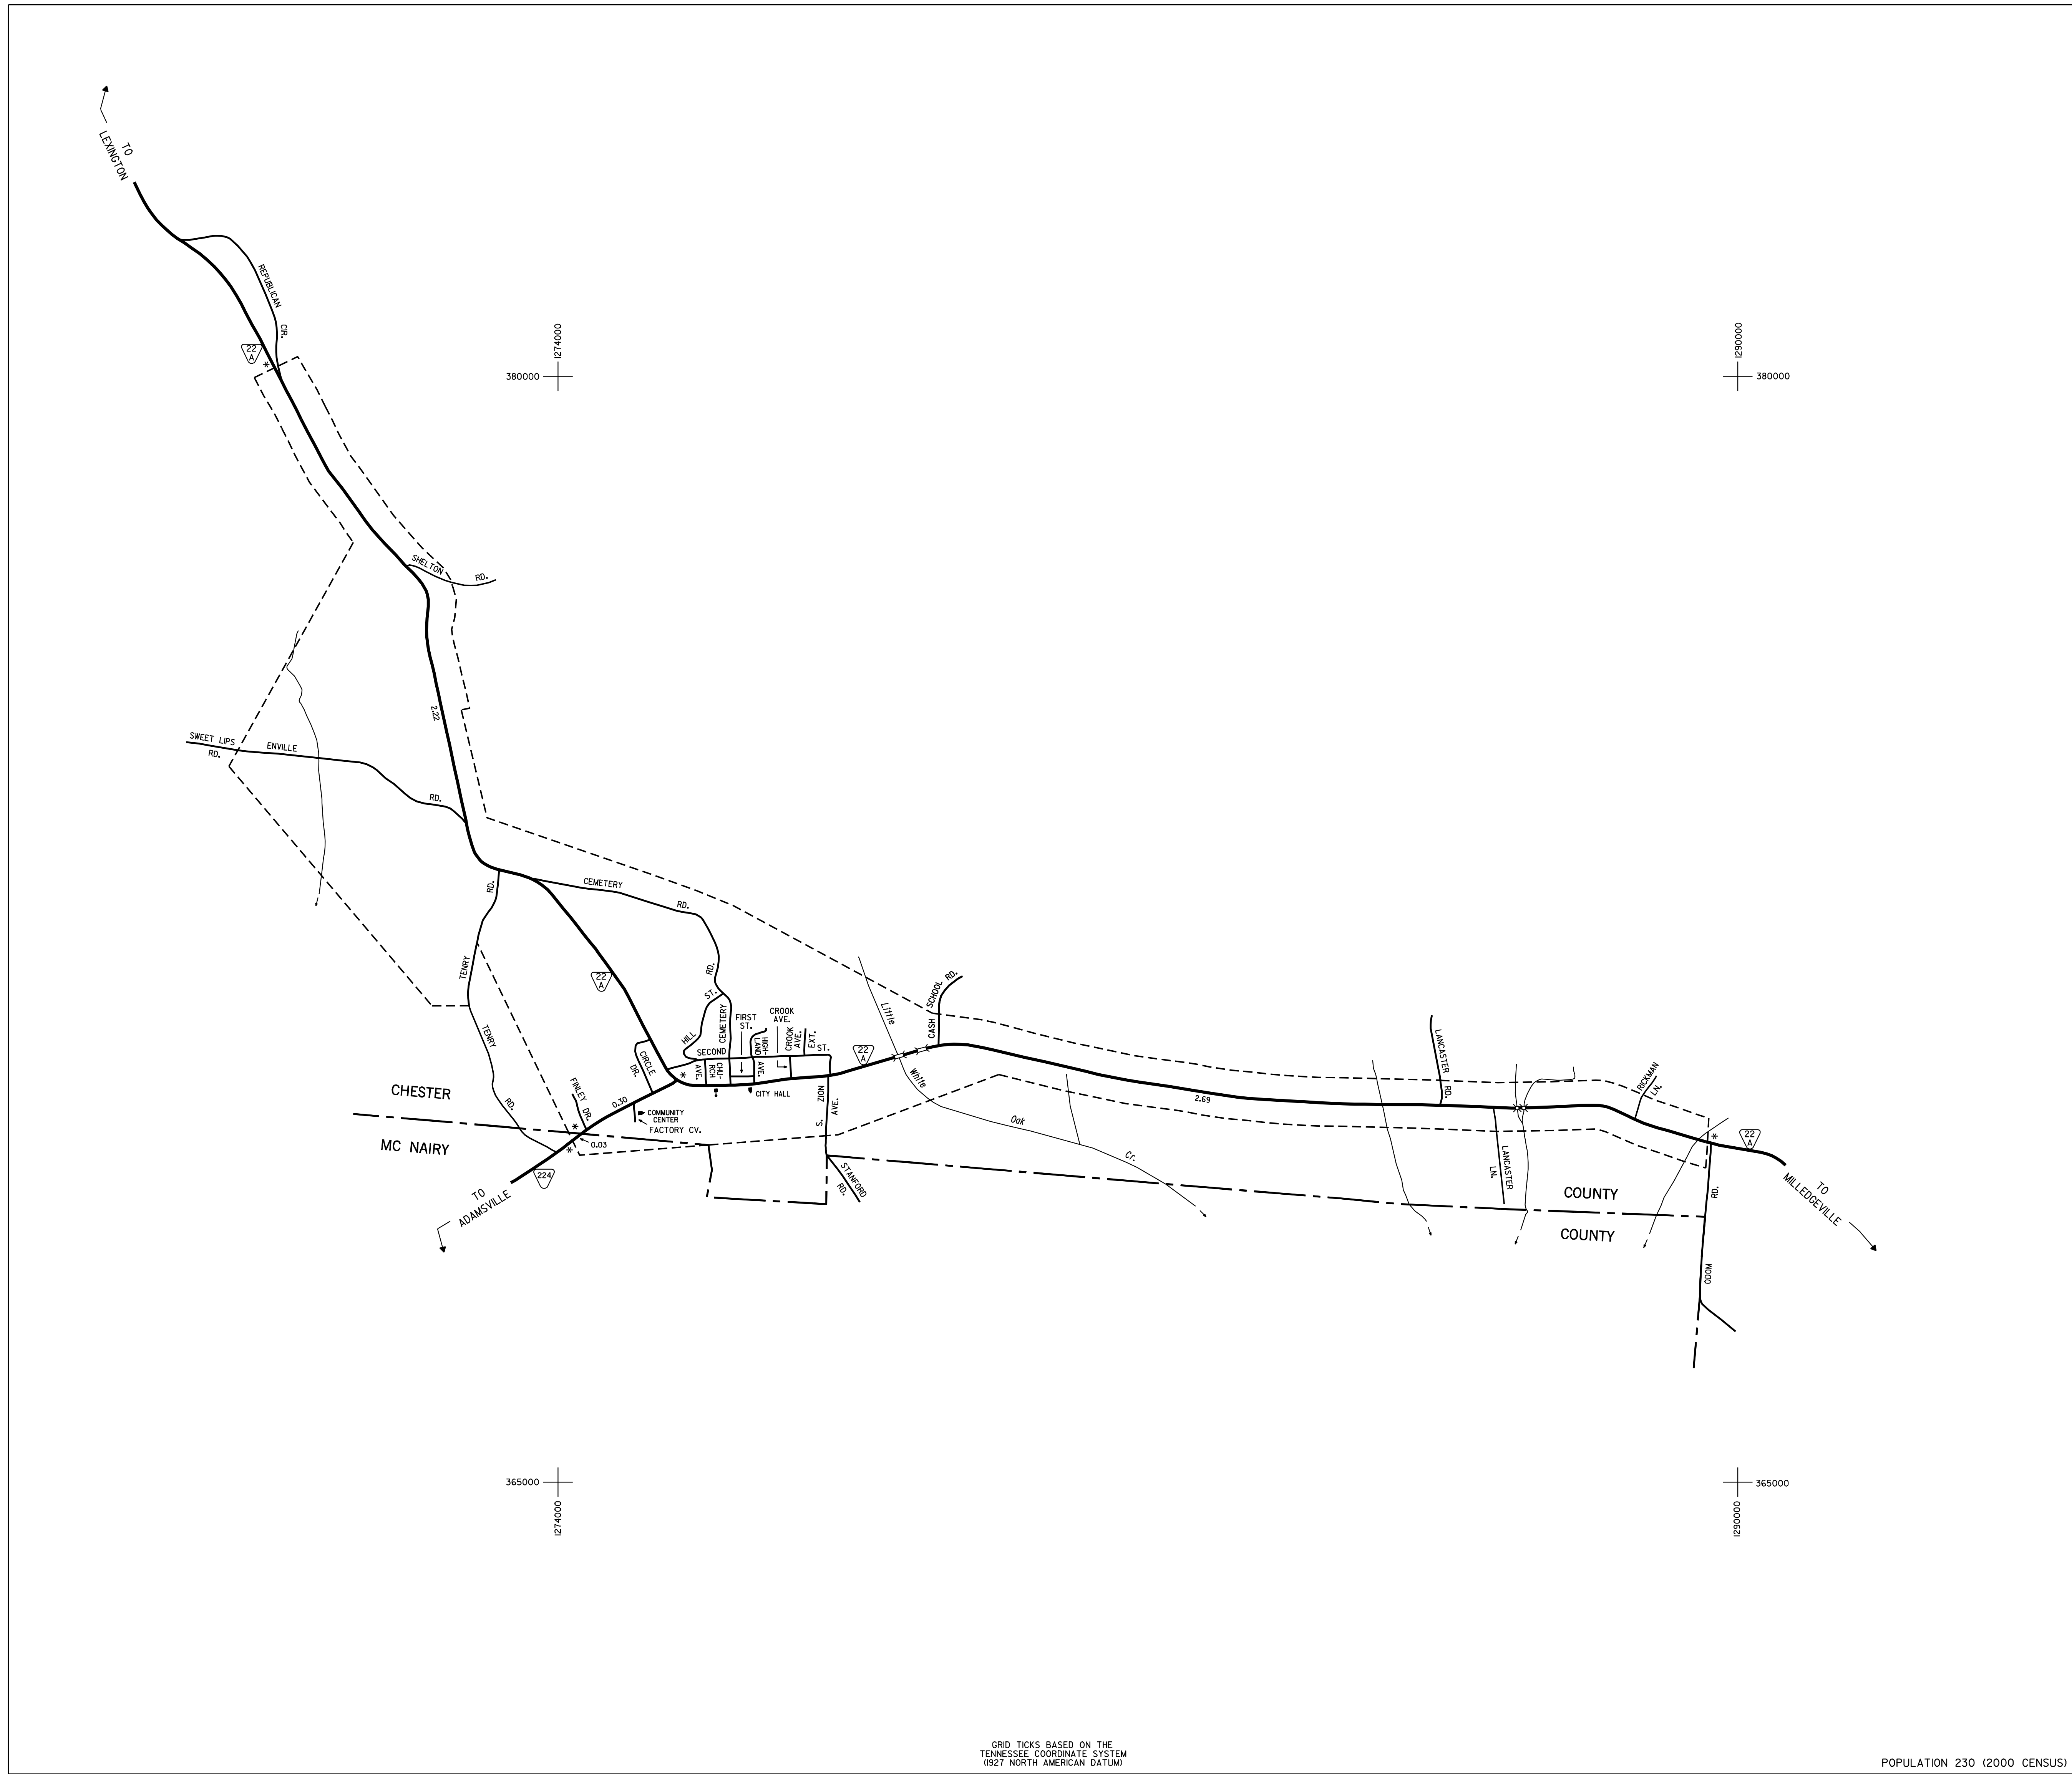 TO
LEXINGTON
REPUBLICAN
CIR.
22
A
*
1274000
380000
1290000
380000
SHELTON
RD.
2.22
SWEET LIPS
RD.
ENVILLE
RD.
CEMETERY
RD.
RD.
TENRY
TENRY
RD.
22
A
RD.
ST.
HILL
CEMETERY
FIRST
ST.
CROOK
AVE.
HIGH-
LAND
AVE.
CROOK
AVE.
EXT.
SECOND
ST.
CHU-
RCH
AVE.
*
CIRCLE
DR.
CITY HALL
S. ZION
AVE.
22
A
Little
White
Oak
Cr.
CASH SCHOOL RD.
FINLEY
DR.
0.30
COMMUNITY
CENTER
FACTORY CV.
*
0.03
*
CHESTER
MC NAIRY
224
TO
ADAMSVILLE
STANFORD
RD.
2.69
LANCASTER
RD.
LANCASTER
LN.
RICKMAN
LN.
*
22
A
TO
MILLEDGEVILLE
COUNTY
COUNTY
RD.
ODOM
365000
1274000
365000
1290000
GRID TICKS BASED ON THE
TENNESSEE COORDINATE SYSTEM
(1927 NORTH AMERICAN DATUM)
POPULATION 230 (2000 CENSUS)